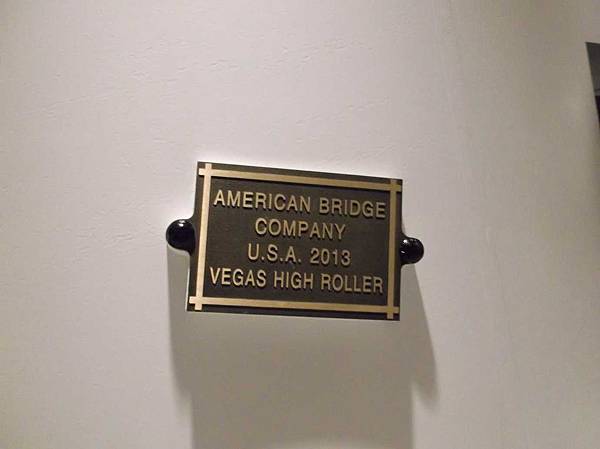 AMERICAN BRIDGE
COMPANY
U.S.A. 2013
VEGAS HIGH ROLLER